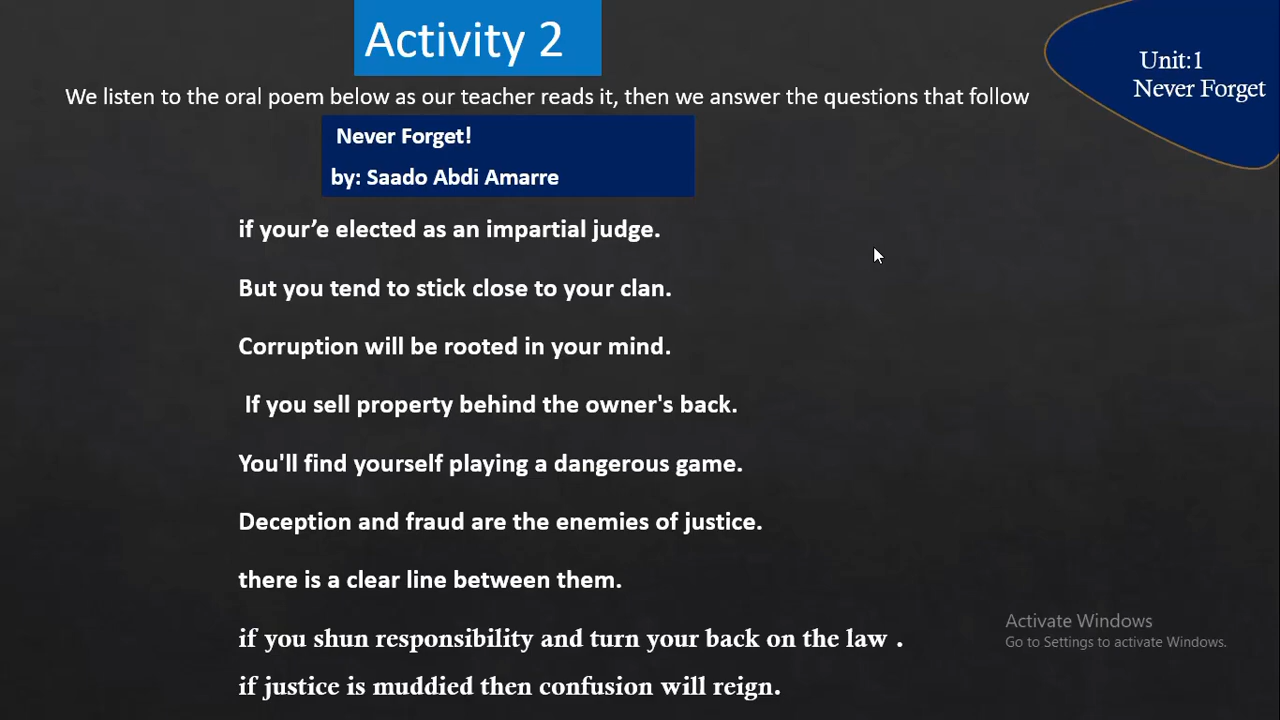 Activity 2
Unit:1
Never Forget
We listen to the oral poem below as our teacher reads it, then we answer the questions that follow
Never Forget!
by: Saado Abdi Amarre
if your’e elected as an impartial judge.
But you tend to stick close to your clan.
Corruption will be rooted in your mind.
If you sell property behind the owner's back.
You'll find yourself playing a dangerous game.
Deception and fraud are the enemies of justice.
there is a clear line between them.
if you shun responsibility and turn your back on the law .
if justice is muddied then confusion will reign.
Activate Windows
Go to Settings to activate Windows.